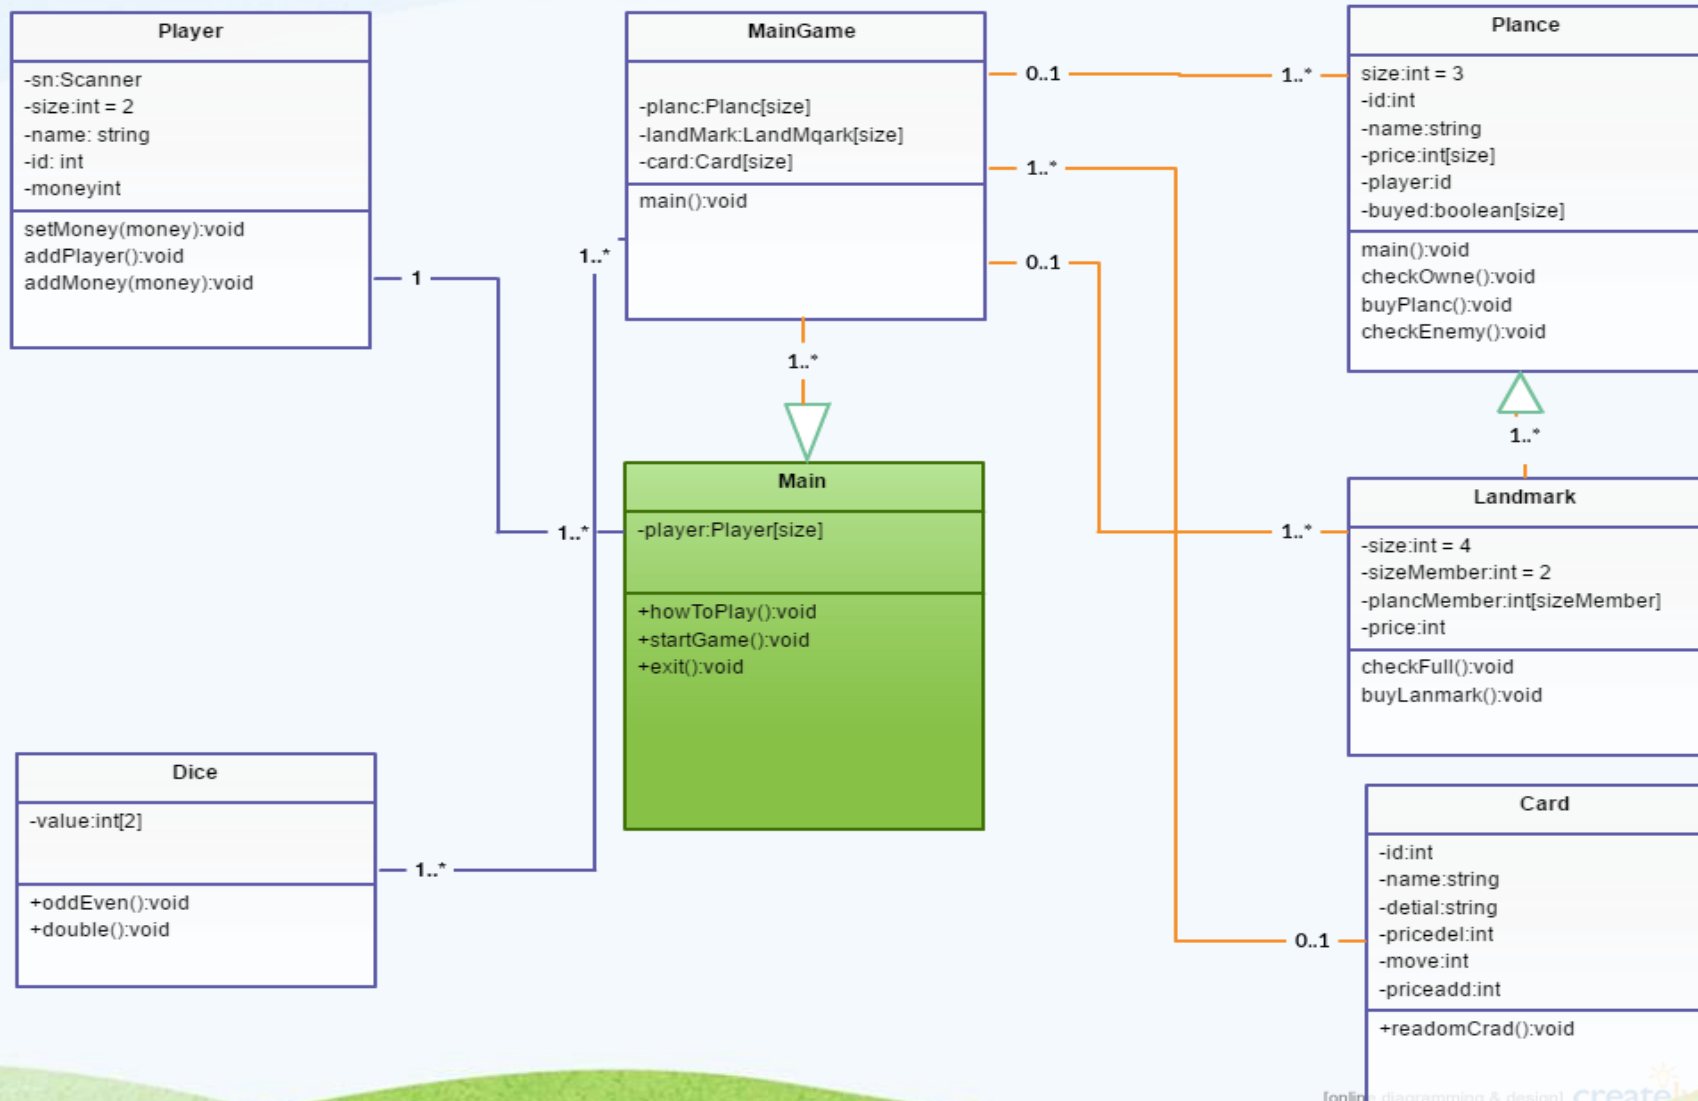 Player
-sn:Scanner
-size:int = 2
-name: string
-id: int
-moneyint
setMoney(money):void
addPlayer():void
addMoney(money):void
1
1..*
MainGame
-planc:Planc[size]
-landMark:LandMqark[size]
-card:Card[size]
main():void
1..*
0..1
1..*
1..*
0..1
1..*
Plance
size:int = 3
-id:int
-name:string
-price:int[size]
-player:id
-buyed:boolean[size]
main():void
checkOwne():void
buyPlanc():void
checkEnemy():void
1..*
Main
-player:Player[size]
+howToPlay():void
+startGame():void
+exit():void
1..*
Landmark
-size:int = 4
-sizeMember:int = 2
-plancMember:int[sizeMember]
-price:int
checkFull():void
buyLanmark():void
Dice
-value:int[2]
+oddEven():void
+double():void
1..*
0..1
Card
-id:int
-name:string
-detial:string
-pricedel:int
-move:int
-priceadd:int
+readomCrad():void
[online diagramming & design]